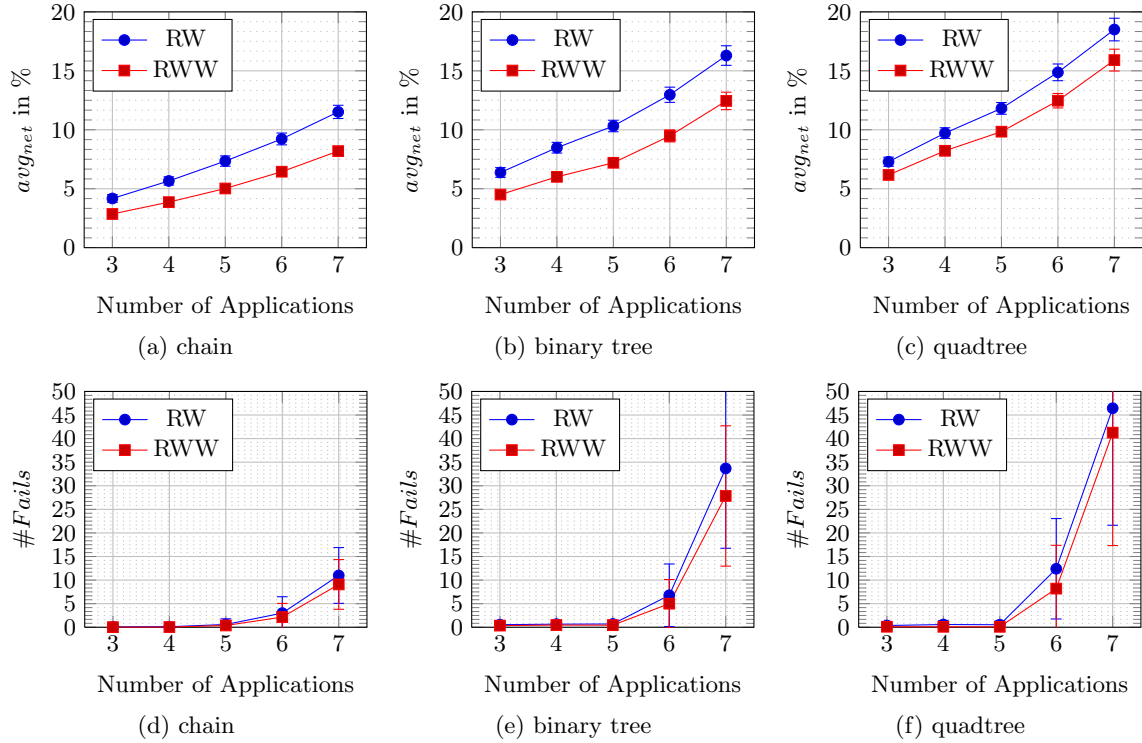 20
15
10
5
0
avg_net in %
RW
RWW
3 4 5 6 7
Number of Applications
(a) chain
20
15
10
5
0
avg_net in %
RW
RWW
3 4 5 6 7
Number of Applications
(b) binary tree
20
15
10
5
0
avg_net in %
RW
RWW
3 4 5 6 7
Number of Applications
(c) quadtree
50
45
40
35
30
25
20
15
10
5
0
#Fails
RW
RWW
3 4 5 6 7
Number of Applications
(d) chain
50
45
40
35
30
25
20
15
10
5
0
#Fails
RW
RWW
3 4 5 6 7
Number of Applications
(e) binary tree
50
45
40
35
30
25
20
15
10
5
0
#Fails
RW
RWW
3 4 5 6 7
Number of Applications
(f) quadtree